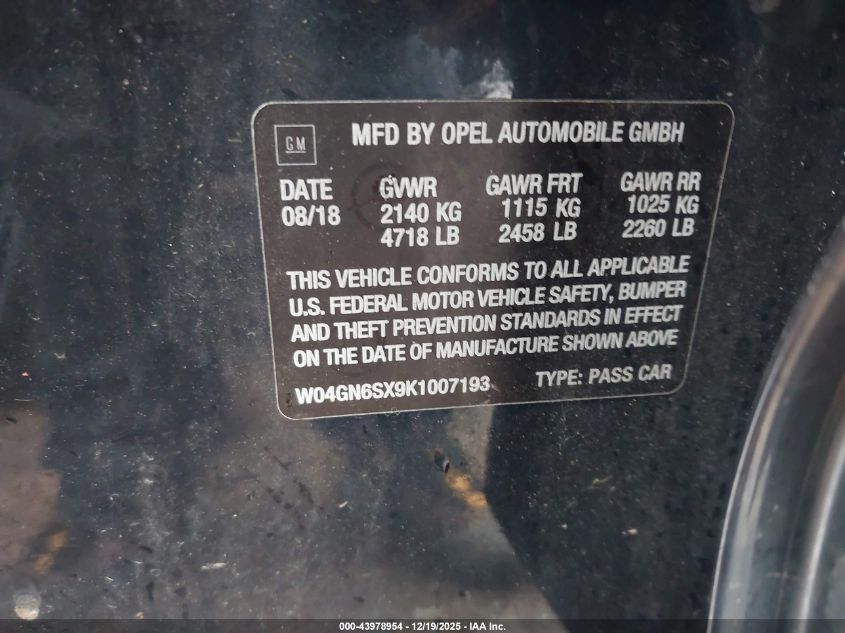 GM
MFD BY OPEL AUTOMOBILE GMBH
DATE GVWR GAWR FRT GAWR RR
08/18 2140 KG 1115 KG 1025 KG
4718 LB 2458 LB 2260 LB
THIS VEHICLE CONFORMS TO ALL APPLICABLE
U.S. FEDERAL MOTOR VEHICLE SAFETY, BUMPER
AND THEFT PREVENTION STANDARDS IN EFFECT
ON THE DATE OF MANUFACTURE SHOWN ABOVE
W04GN6SX9K1007193 TYPE: PASS CAR
000-43978954 - 12/19/2025 - IAA Inc.